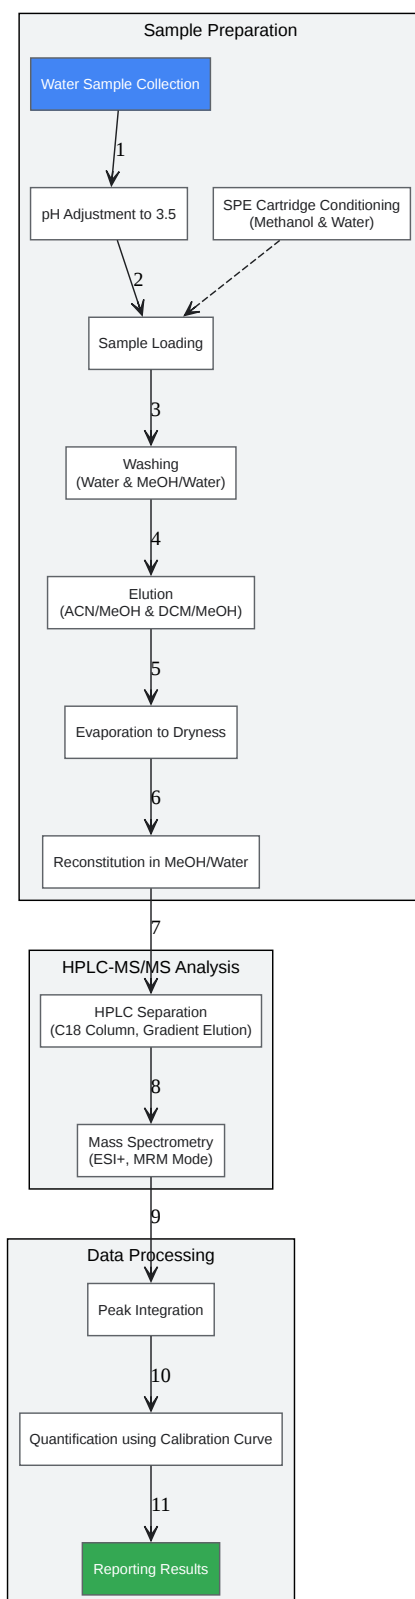 Sample Preparation
Water Sample Collection
1
pH Adjustment to 3.5
SPE Cartridge Conditioning
(Methanol & Water)
2
Sample Loading
3
Washing
(Water & MeOH/Water)
4
Elution
(ACN/MeOH & DCM/MeOH)
5
Evaporation to Dryness
6
Reconstitution in MeOH/Water
7
HPLC-MS/MS Analysis
HPLC Separation
(C18 Column, Gradient Elution)
8
Mass Spectrometry
(ESI+, MRM Mode)
9
Data Processing
Peak Integration
10
Quantification using Calibration Curve
11
Reporting Results